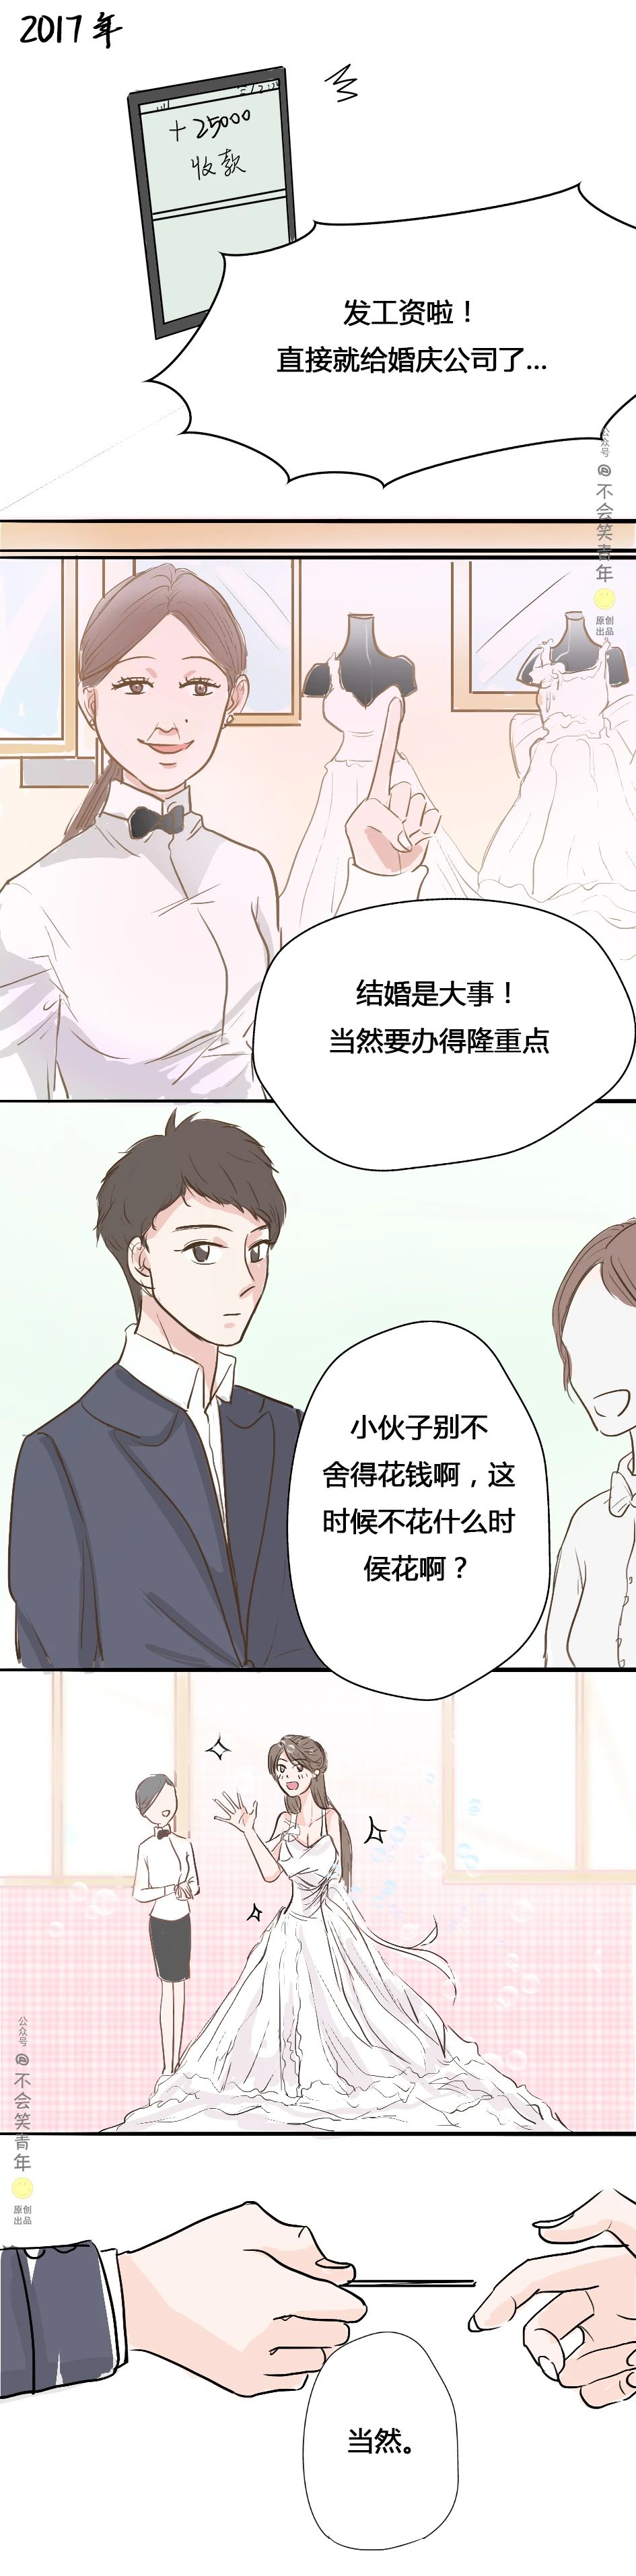 2017年
+25000
收款
发工资啦！
直接就给婚庆公司了...
公众号@不会笑青年
原创
出品
结婚是大事！
当然要办得隆重点
小伙子别不
舍得花钱啊，这
时候不花什么时
侯花啊？
公众号@不会笑青年
原创
出品
当然。